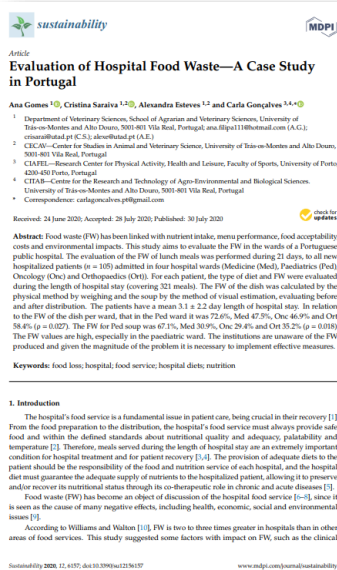 sustainability
MDPI
Article
Evaluation of Hospital Food Waste—A Case Study
in Portugal
Ana Gomes 1, Cristina Saraiva 1,2, Alexandra Esteves 1,2 and Carla Gonçalves 3,4,*
1 Department of Veterinary Sciences, School of Agrarian and Veterinary Sciences, University of
Trás-os-Montes and Alto Douro, 5001-801 Vila Real, Portugal; ana.filipa111@hotmail.com (A.G.);
crisarai@utad.pt (C.S.); alexe@utad.pt (A.E.)
2 CECAV—Center for Studies in Animal and Veterinary Science, University of Trás-os-Montes and Alto Douro,
5001-801 Vila Real, Portugal
3 CIAFEL—Research Center for Physical Activity, Health and Leisure, Faculty of Sports, University of Porto
4200-450 Porto, Portugal
4 CITAB—Centre for the Research and Technology of Agro-Environmental and Biological Sciences.
University of Trás-os-Montes and Alto Douro, 5001-801 Vila Real, Portugal
* Correspondence: carlagoncalves.pt@gmail.com
Received: 24 June 2020; Accepted: 28 July 2020; Published: 30 July 2020
check for
updates
Abstract: Food waste (FW) has been linked with nutrient intake, menu performance, food acceptability
costs and environmental impacts. This study aims to evaluate the FW in the wards of a Portuguese
public hospital. The evaluation of the FW of lunch meals was performed during 21 days, to all new
hospitalized patients (n = 105) admitted in four hospital wards (Medicine (Med), Paediatrics (Ped)
Oncology (Onc) and Orthopaedics (Ort)). For each patient, the type of diet and FW were evaluated
during the length of hospital stay (covering 321 meals). The FW of the dish was calculated by the
physical method by weighing and the soup by the method of visual estimation, evaluating before
and after distribution. The patients have a mean 3.1 ± 2.2 day length of hospital stay. In relation
to the FW of the dish per ward, that in the Ped ward it was 72.6%, Med 47.5%, Onc 46.9% and Ort
58.4% (ρ = 0.027). The FW for Ped soup was 67.1%, Med 30.9%, Onc 29.4% and Ort 35.2% (ρ = 0.018)
The FW values are high, especially in the paediatric ward. The institutions are unaware of the FW
produced and given the magnitude of the problem it is necessary to implement effective measures.
Keywords: food loss; hospital; food service; hospital diets; nutrition
1. Introduction
The hospital's food service is a fundamental issue in patient care, being crucial in their recovery [1]
From the food preparation to the distribution, the hospital's food service must always provide safe
food and within the defined standards about nutritional quality and adequacy, palatability and
temperature [2]. Therefore, meals served during the length of hospital stay are an extremely important
condition for hospital treatment and for patient recovery [3,4]. The provision of adequate diets to the
patient should be the responsibility of the food and nutrition service of each hospital, and the hospital
diet must guarantee the adequate supply of nutrients to the hospitalized patient, allowing it to preserve
and/or recover its nutritional status through its co-therapeutic role in chronic and acute diseases [5].
Food waste (FW) has become an object of discussion of the hospital food service [6–8], since it
is seen as the cause of many negative effects, including health, economic, social and environmental
issues [9].
According to Williams and Walton [10], FW is two to three times greater in hospitals than in other
areas of food services. This study suggested some factors with impact on FW, such as the clinical
Sustainability 2020, 12, 6157; doi:10.3390/su12156157
www.mdpi.com/journal/sustainability